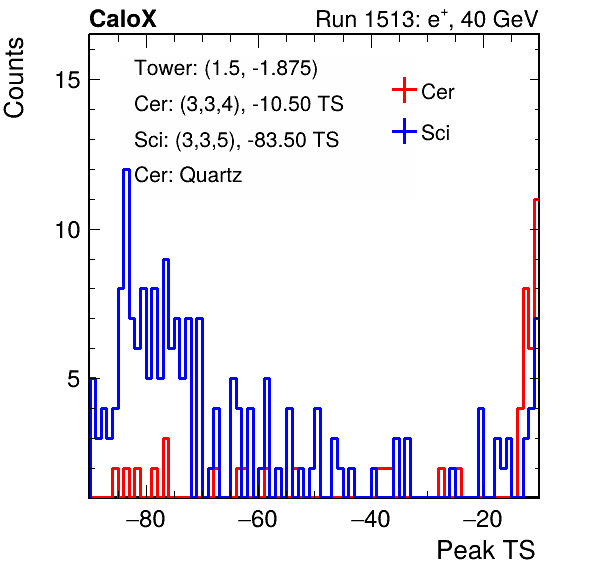 CaloX Run 1513: e⁺, 40 GeV
Counts
Tower: (1.5, -1.875)
Cer: (3,3,4), -10.50 TS
Sci: (3,3,5), -83.50 TS
Cer: Quartz
Cer
Sci
15
10
5
−80 −60 −40 −20
Peak TS